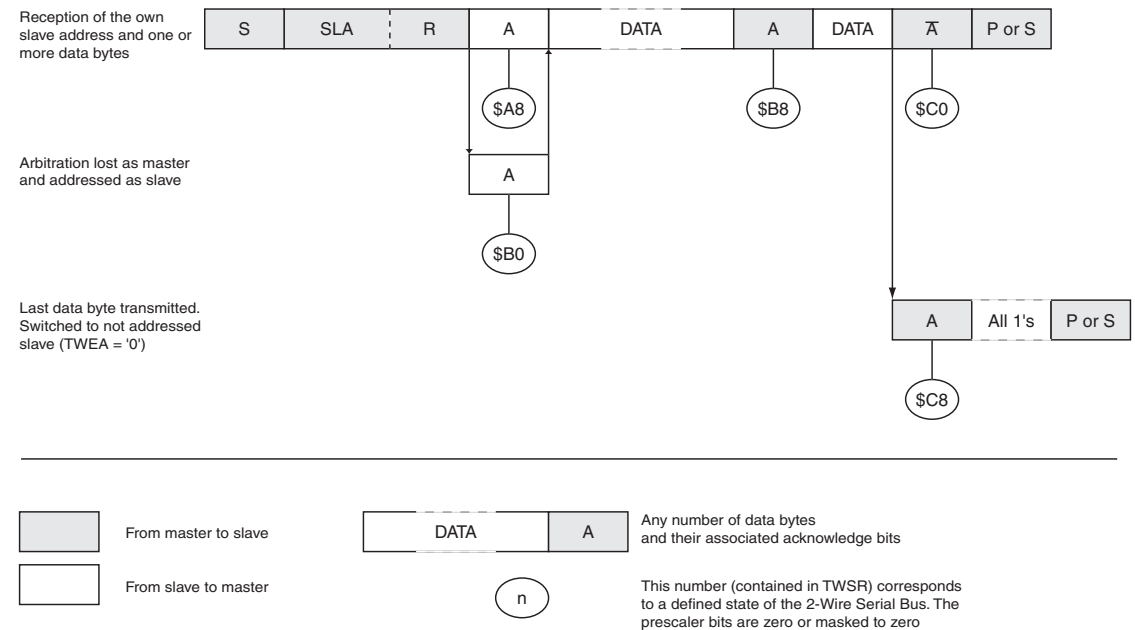 Reception of the own
slave address and one or
more data bytes
S SLA R A DATA A DATA A̅ P or S
$A8 $B8 $C0
Arbitration lost as master
and addressed as slave
A
$B0
Last data byte transmitted.
Switched to not addressed
slave (TWEA = '0')
A All 1's P or S
$C8
From master to slave
DATA A
Any number of data bytes
and their associated acknowledge bits
From slave to master
n
This number (contained in TWSR) corresponds
to a defined state of the 2-Wire Serial Bus. The
prescaler bits are zero or masked to zero